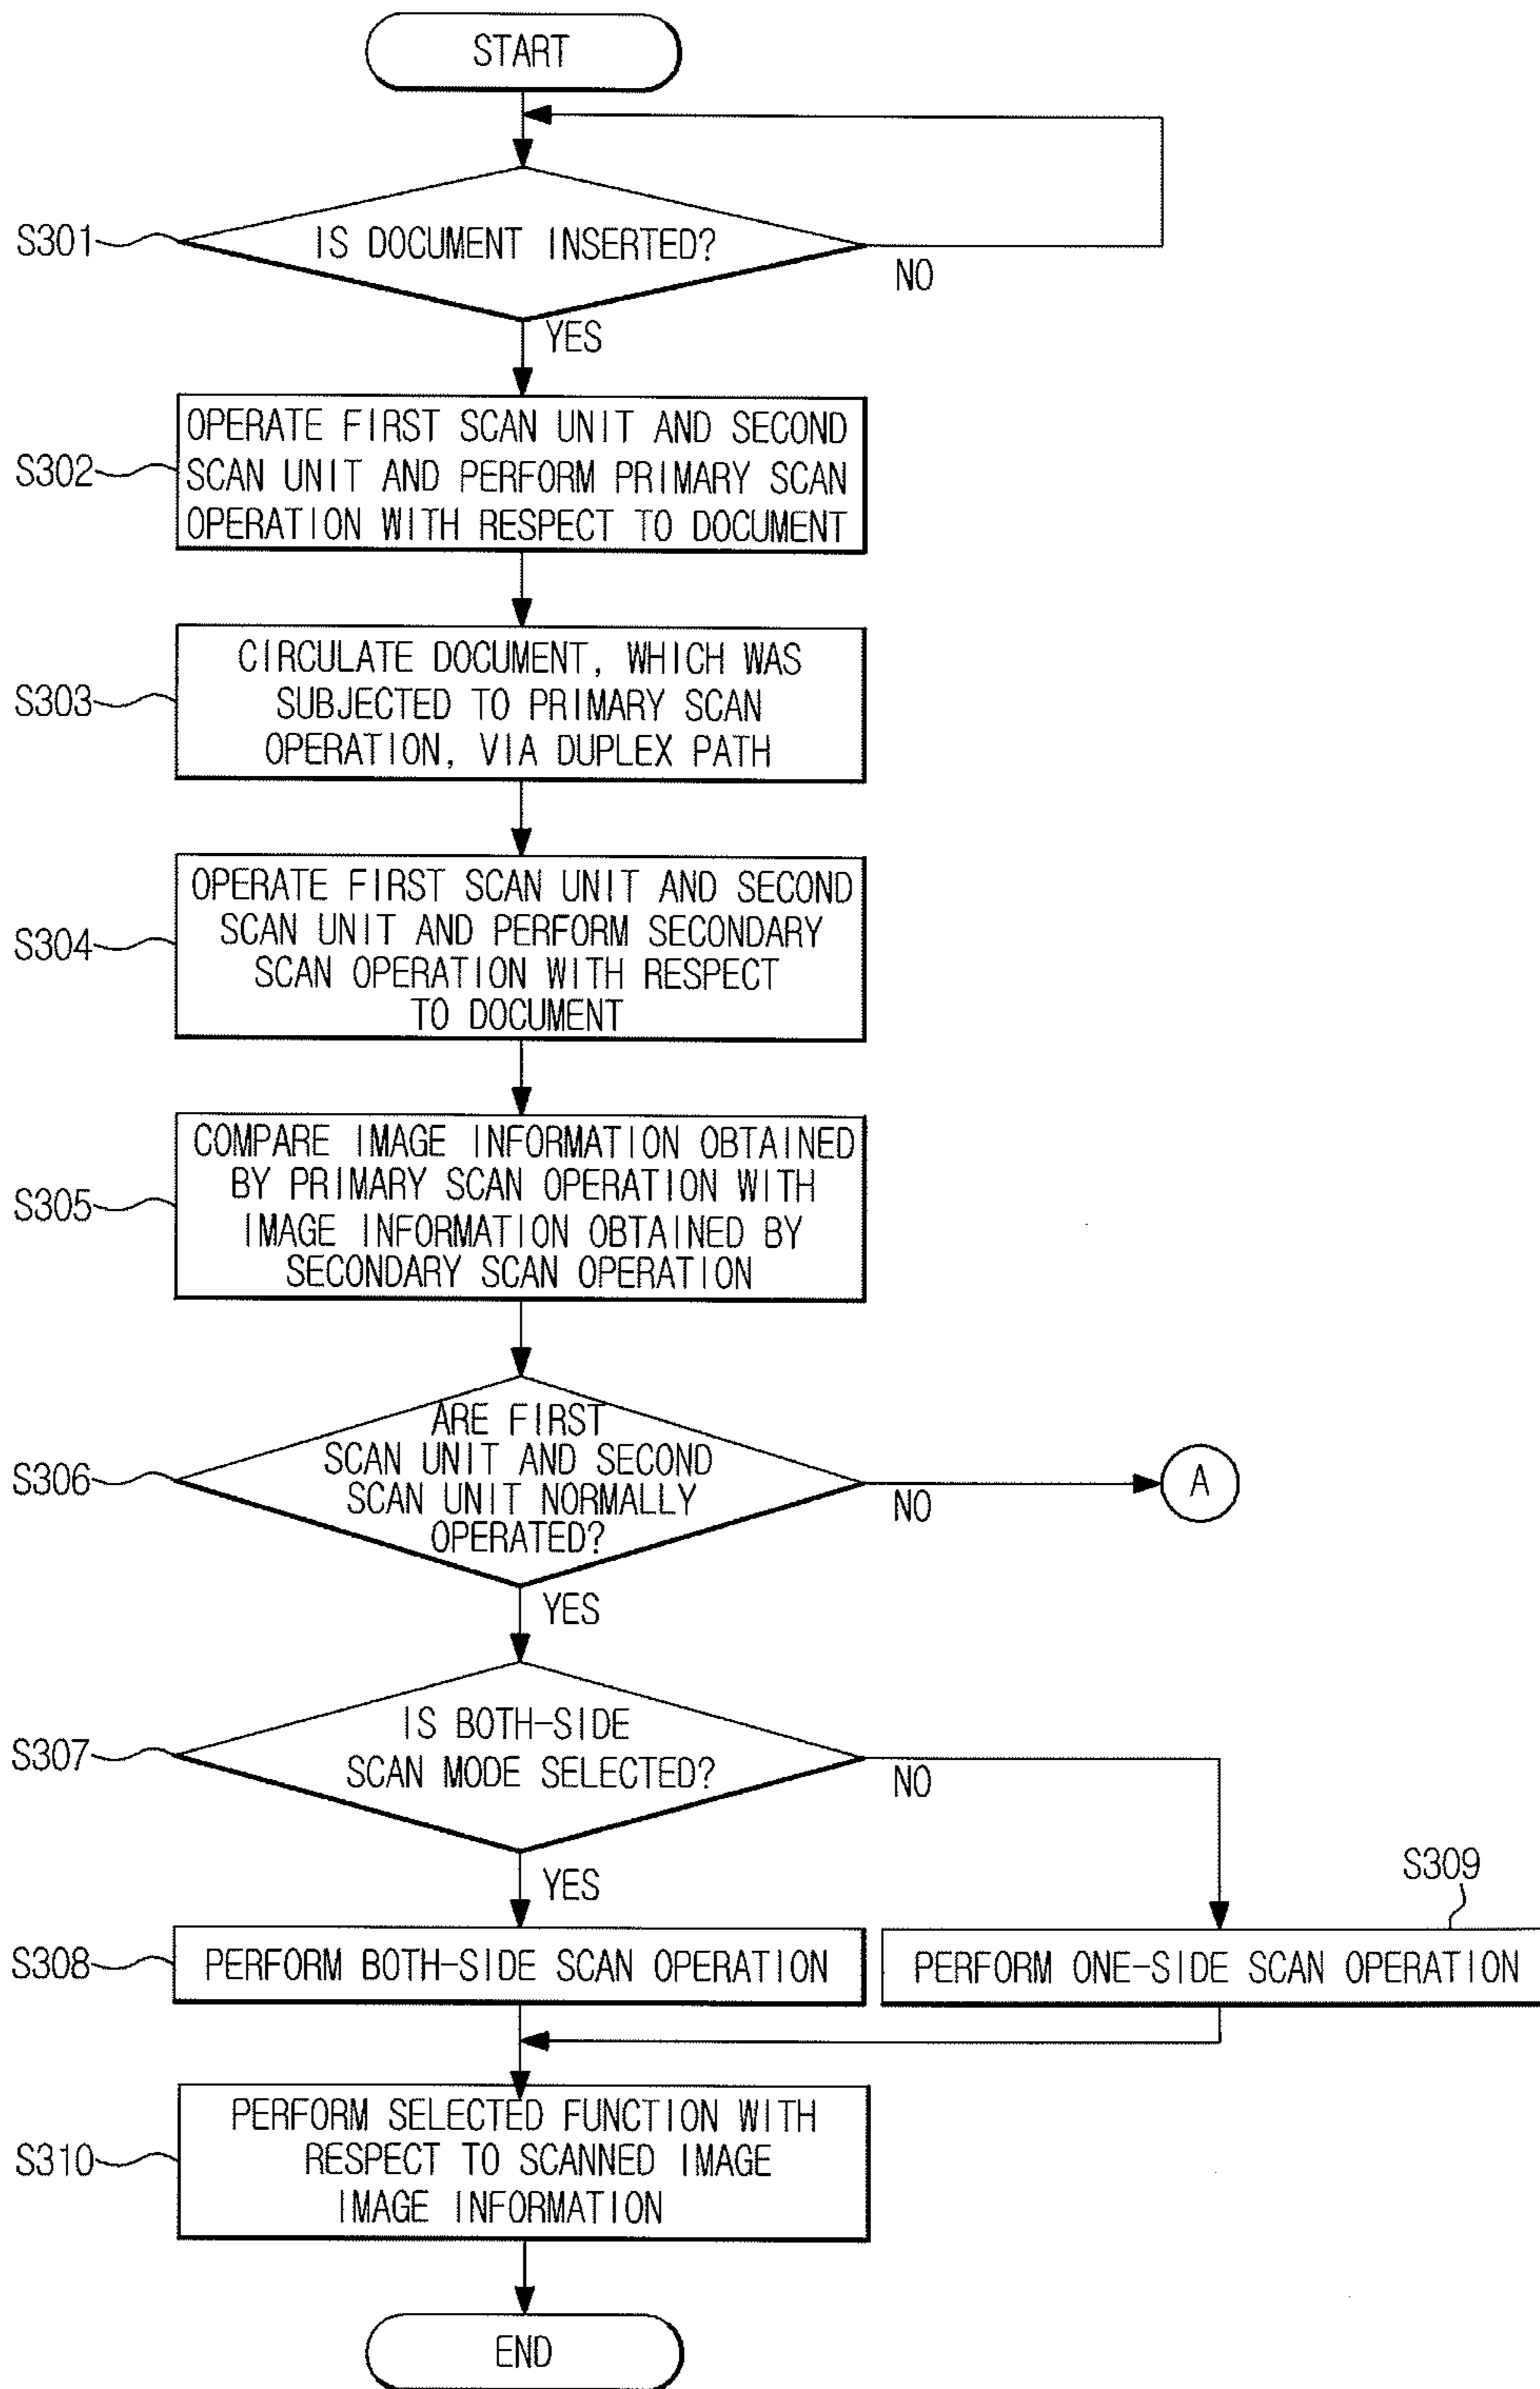 START
S301
IS DOCUMENT INSERTED?
NO
YES
S302
OPERATE FIRST SCAN UNIT AND SECOND
SCAN UNIT AND PERFORM PRIMARY SCAN
OPERATION WITH RESPECT TO DOCUMENT
S303
CIRCULATE DOCUMENT, WHICH WAS
SUBJECTED TO PRIMARY SCAN
OPERATION, VIA DUPLEX PATH
S304
OPERATE FIRST SCAN UNIT AND SECOND
SCAN UNIT AND PERFORM SECONDARY
SCAN OPERATION WITH RESPECT
TO DOCUMENT
S305
COMPARE IMAGE INFORMATION OBTAINED
BY PRIMARY SCAN OPERATION WITH
IMAGE INFORMATION OBTAINED BY
SECONDARY SCAN OPERATION
S306
ARE FIRST
SCAN UNIT AND SECOND
SCAN UNIT NORMALLY
OPERATED?
NO
A
YES
S307
IS BOTH-SIDE
SCAN MODE SELECTED?
NO
YES
S309
S308
PERFORM BOTH-SIDE SCAN OPERATION
PERFORM ONE-SIDE SCAN OPERATION
S310
PERFORM SELECTED FUNCTION WITH
RESPECT TO SCANNED IMAGE
IMAGE INFORMATION
END